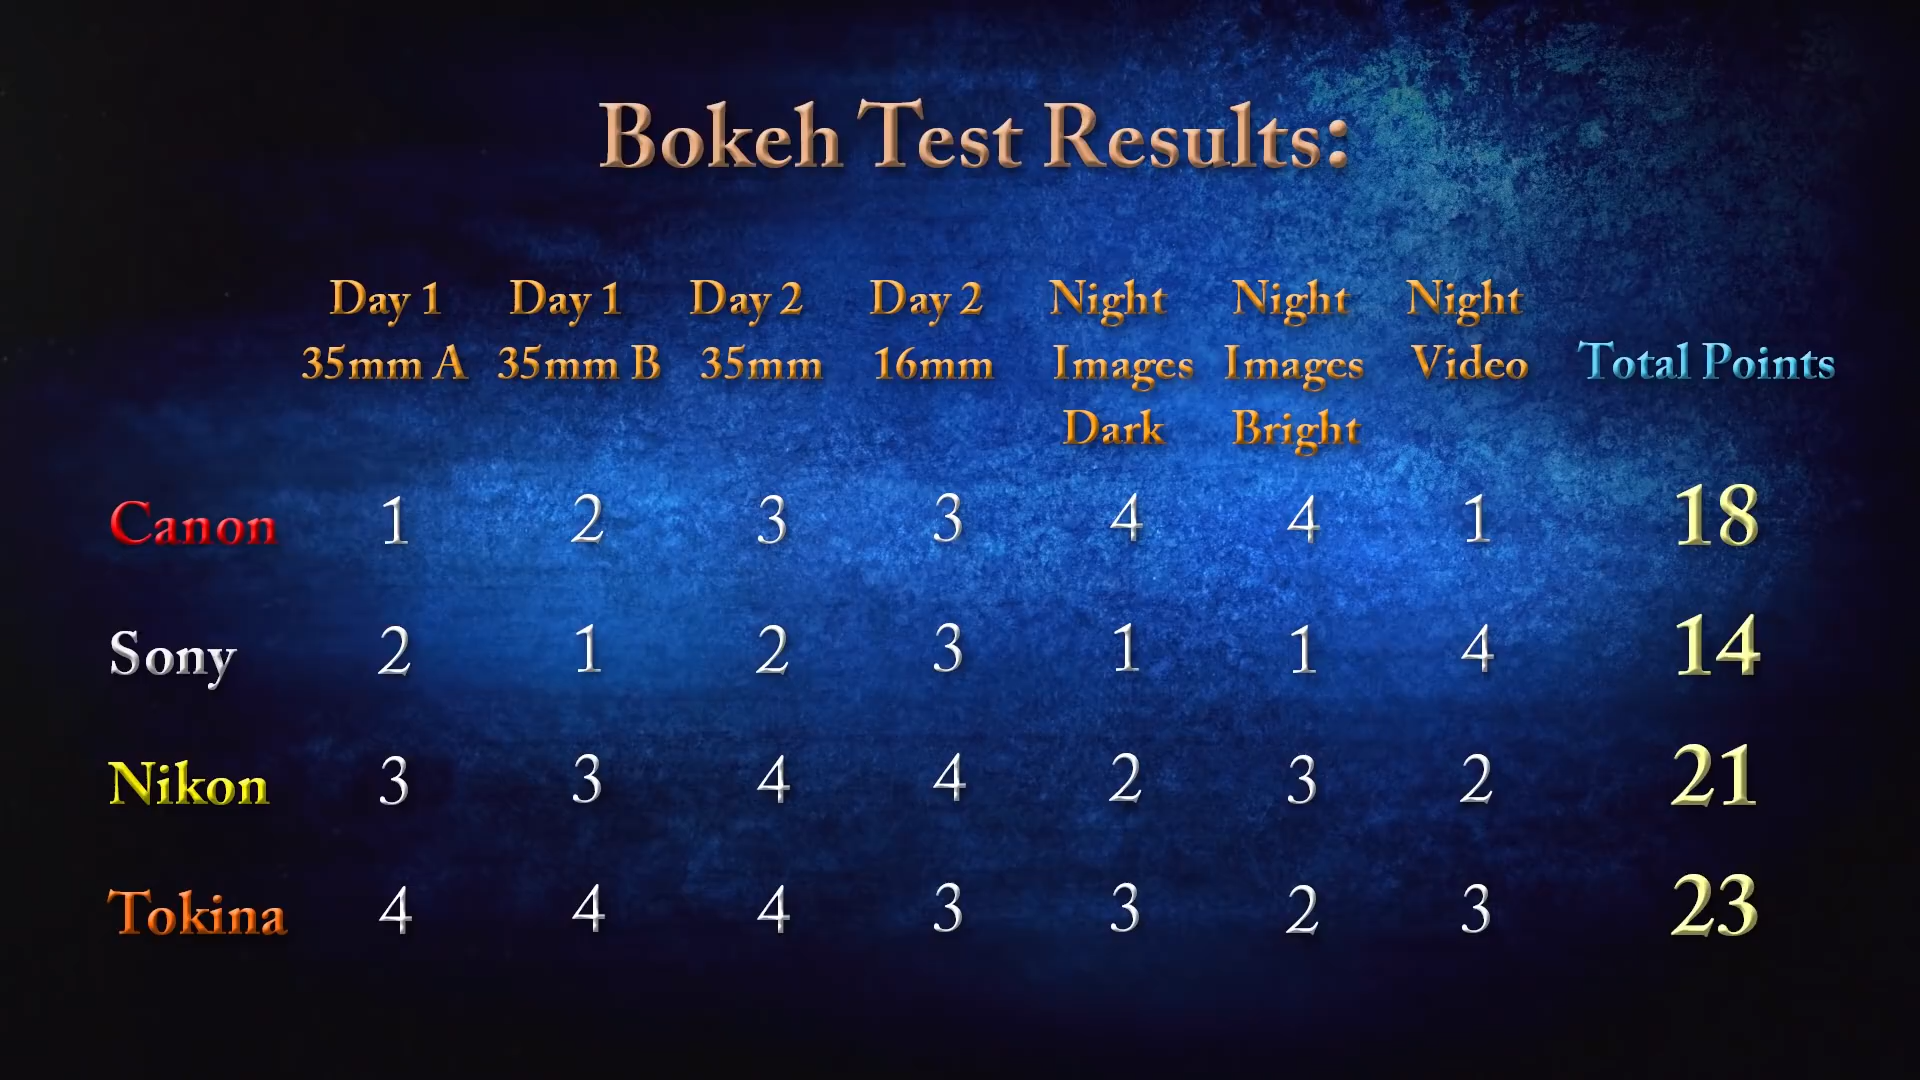 Bokeh Test Results:
Day 1 Day 1 Day 2 Day 2 Night Night Night
35mm A 35mm B 35mm 16mm Images Images Video Total Points
Dark Bright
Canon 1 2 3 3 4 4 1 18
Sony 2 1 2 3 1 1 4 14
Nikon 3 3 4 4 2 3 2 21
Tokina 4 4 4 3 3 2 3 23